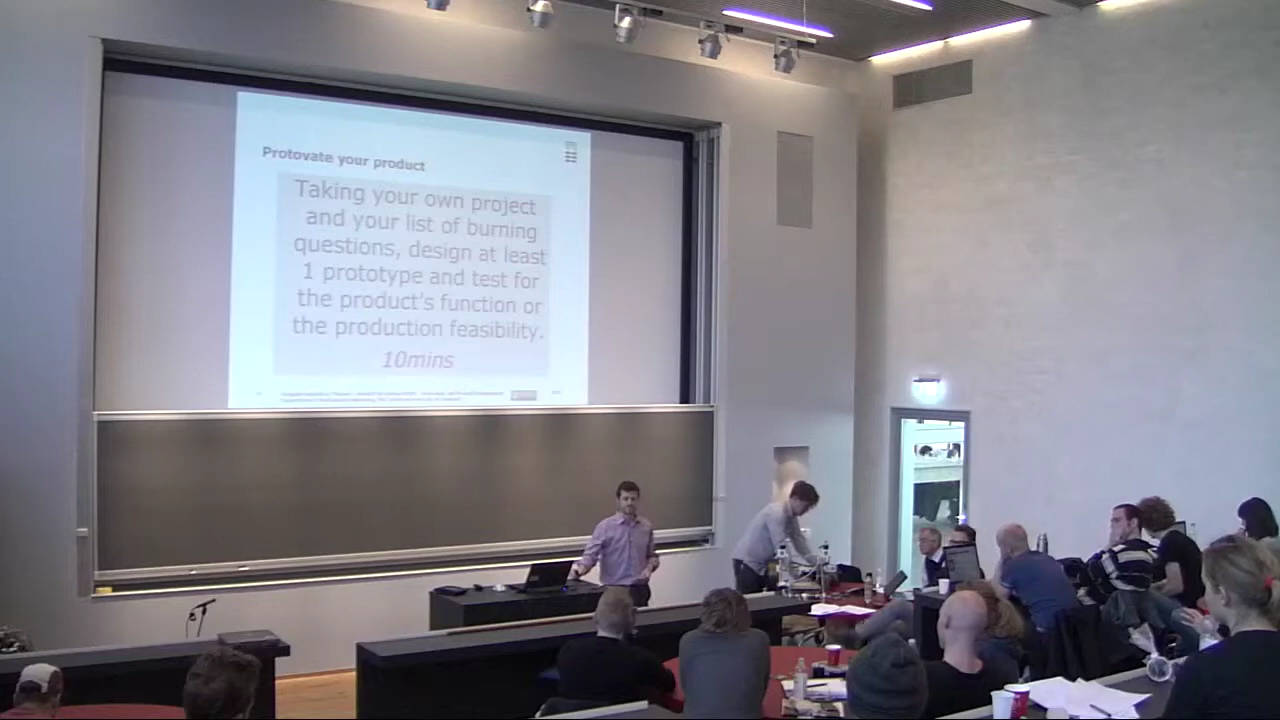 Protovate your product
Taking your own project
and your list of burning
questions, design at least
1 prototype and test for
the product's function or
the production feasibility.
10mins